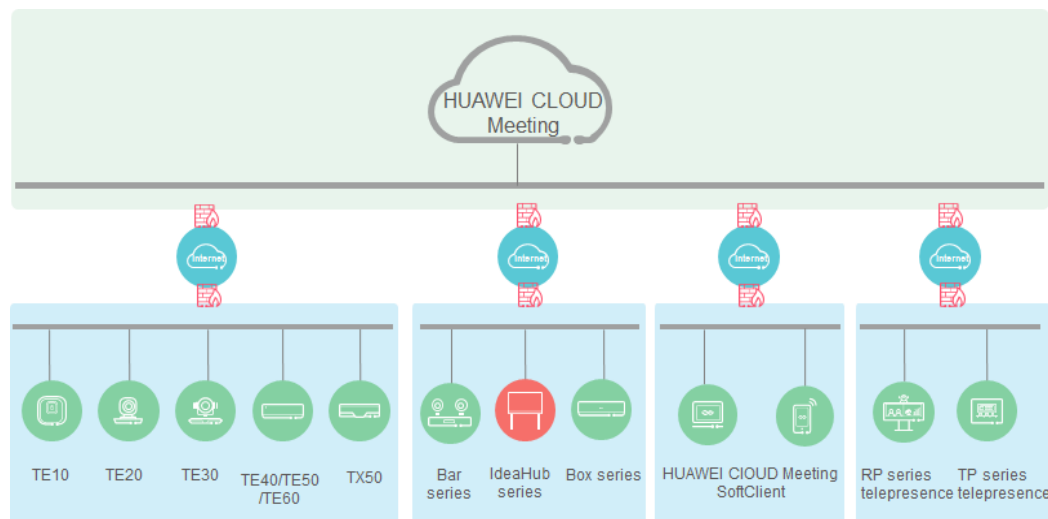 HUAWEI CLOUD
Meeting
Internet
Internet
Internet
Internet
TE10
TE20
TE30
TE40/TE50
/TE60
TX50
Bar
series
IdeaHub
series
Box series
HUAWEI ClOUD Meeting
SoftClient
RP series
telepresence
TP series
telepresence